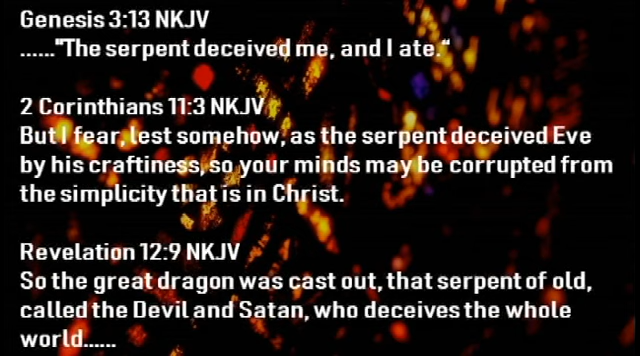 Genesis 3:13 NKJV
......"The serpent deceived me, and I ate.“
2 Corinthians 11:3 NKJV
But I fear, lest somehow, as the serpent deceived Eve
by his craftiness, so your minds may be corrupted from
the simplicity that is in Christ.
Revelation 12:9 NKJV
So the great dragon was cast out, that serpent of old,
called the Devil and Satan, who deceives the whole
world......